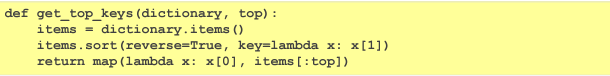 def get_top_keys(dictionary, top):
    items = dictionary.items()
    items.sort(reverse=True, key=lambda x: x[1])
    return map(lambda x: x[0], items[:top])